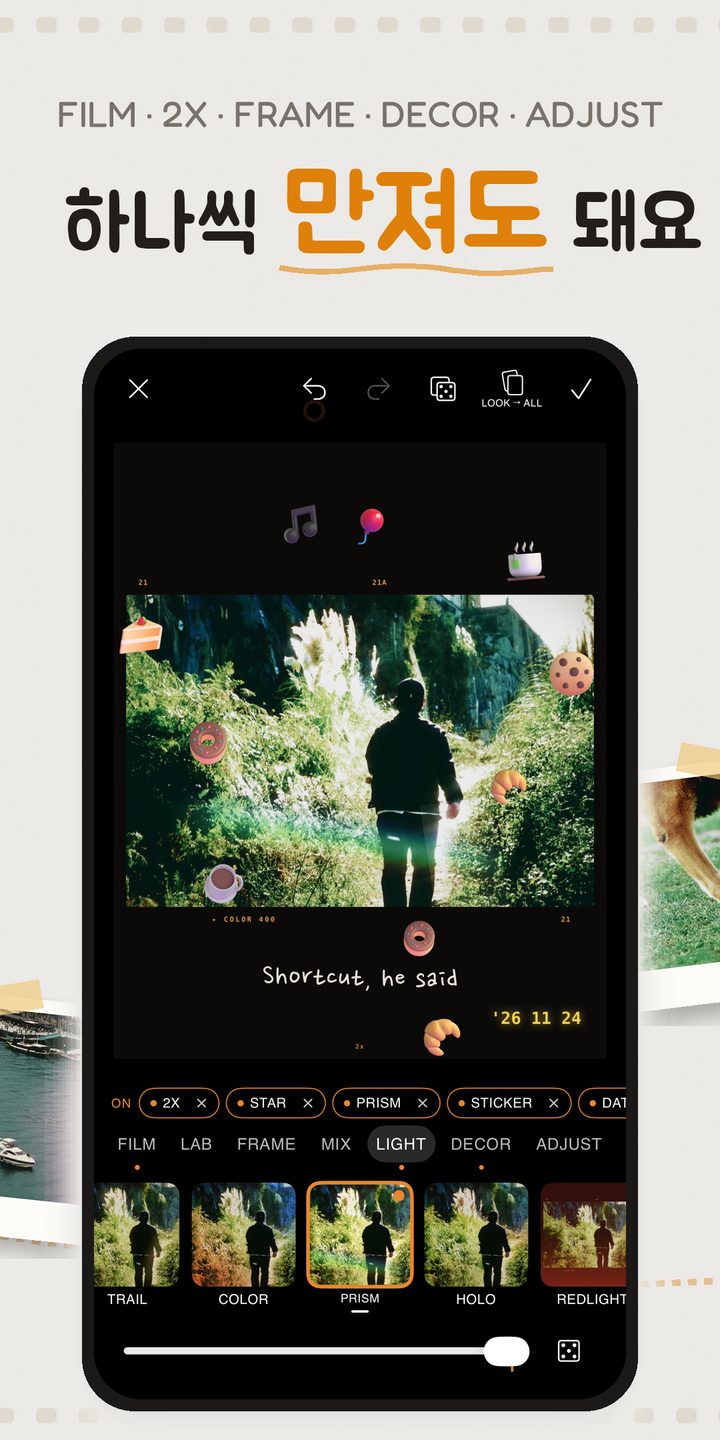 FILM · 2X · FRAME · DECOR · ADJUST
하나씩 만져도 돼요
LOOK → ALL
21 21A
▸ COLOR 400 21
Shortcut, he said
'26 11 24
2x
ON 2X × STAR × PRISM × STICKER × DAT
FILM LAB FRAME MIX LIGHT DECOR ADJUST
TRAIL COLOR PRISM HOLO REDLIGHT